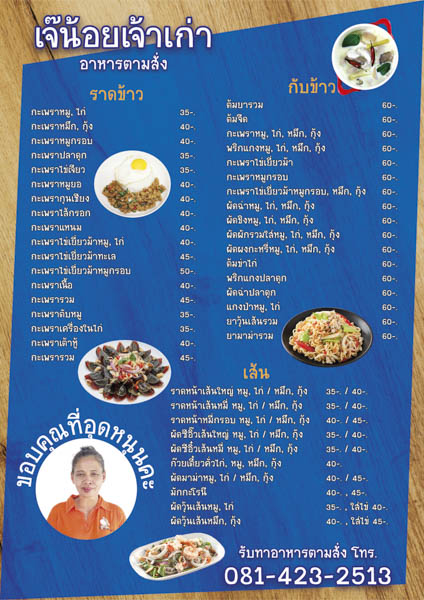 เจ๊น้อยเจ้าเก่า
อาหารตามสั่ง
ราดข้าว
กะเพราหมู, ไก่ 35-.
กะเพราหมึก, กุ้ง 40-.
กะเพราหมูกรอบ 40-.
กะเพราปลาดุก 35-.
กะเพราไข่เจียว 35-.
กะเพราหมูยอ 40-.
กะเพรากุนเชียง 40-.
กะเพราไส้กรอก 40-.
กะเพราแหนม 40-.
กะเพราไข่เยี่ยวม้าหมู, ไก่ 40-.
กะเพราไข่เยี่ยวม้าทะเล 45-.
กะเพราไข่เยี่ยวม้าหมูกรอบ 50-.
กะเพราเนื้อ 40-.
กะเพรารวม 45-.
กะเพราตับหมู 35-.
กะเพราเครื่องในไก่ 35-.
กะเพราเต้าหู้ 40-.
กะเพรารวม 45-.
กับข้าว
ต้มยำรวม 60-.
ต้มจืด 60-.
กะเพราหมู, ไก่, หมึก, กุ้ง 60-.
พริกแกงหมู, ไก่, หมึก, กุ้ง 60-.
กะเพราไข่เยี่ยวม้า 60-.
กะเพราหมูกรอบ 60-.
กะเพราไข่เยี่ยวม้าหมูกรอบ, หมึก, กุ้ง 60-.
ผัดฉ่าหมู, ไก่, หมึก, กุ้ง 60-.
ผัดขิงหมู, ไก่, หมึก, กุ้ง 60-.
ผัดผักรวมใส่หมู, ไก่, หมึก, กุ้ง 60-.
ผัดผงกะหรี่หมู, ไก่, หมึก, กุ้ง 60-.
ต้มข่าไก่ 60-.
พริกแกงปลาดุก 60-.
ผัดฉ่าปลาดุก 60-.
แกงป่าหมู, ไก่ 60-.
ยำวุ้นเส้นรวม 60-.
ยำมาม่ารวม 60-.
เส้น
ราดหน้าเส้นใหญ่ หมู, ไก่ / หมึก, กุ้ง 35-. / 40-.
ราดหน้าเส้นหมี่ หมู, ไก่ / หมึก, กุ้ง 35-. / 40-.
ราดหน้าหมี่กรอบ หมู, ไก่ / หมึก, กุ้ง 40-. / 45-.
ผัดซีอิ๊วเส้นใหญ่ หมู, ไก่ / หมึก, กุ้ง 35-. / 40-.
ผัดซีอิ๊วเส้นหมี่ หมู, ไก่ / หมึก, กุ้ง 35-. / 40-.
ก๋วยเตี๋ยวคั่วไก่, หมู, หมึก, กุ้ง 40-.
ผัดมาม่าหมู, ไก่ / หมึก, กุ้ง 40-. / 45-.
มักกะโรนี 40-. , 45-.
ผัดวุ้นเส้นหมู, ไก่ 35-. , ใส่ไข่ 40-.
ผัดวุ้นเส้นหมึก, กุ้ง 40-. , ใส่ไข่ 45-.
ขอบคุณที่อุดหนุนคะ
รับทำอาหารตามสั่ง โทร.
081-423-2513